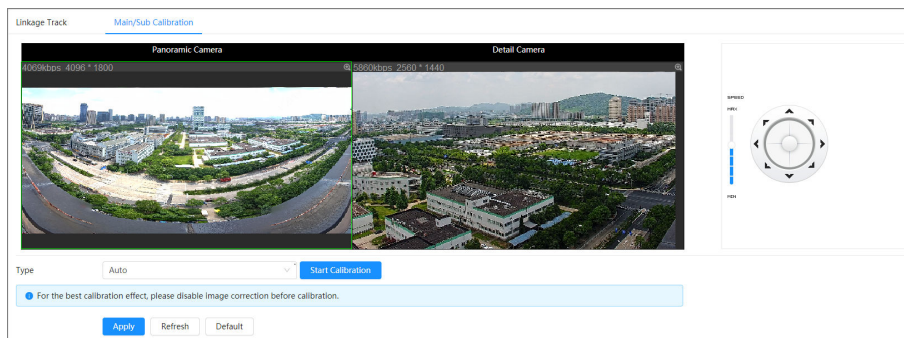 Linkage Track Main/Sub Calibration
Panoramic Camera Detail Camera
4069kbps 4096 * 1800 5860kbps 2560 * 1440
SPEED
MAX
MIN
Type Auto Start Calibration
For the best calibration effect, please disable image correction before calibration.
Apply Refresh Default